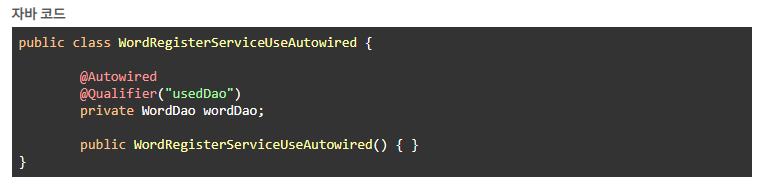 자바 코드
public class WordRegisterServiceUseAutowired {
@Autowired
@Qualifier("usedDao")
private WordDao wordDao;
public WordRegisterServiceUseAutowired() { }
}